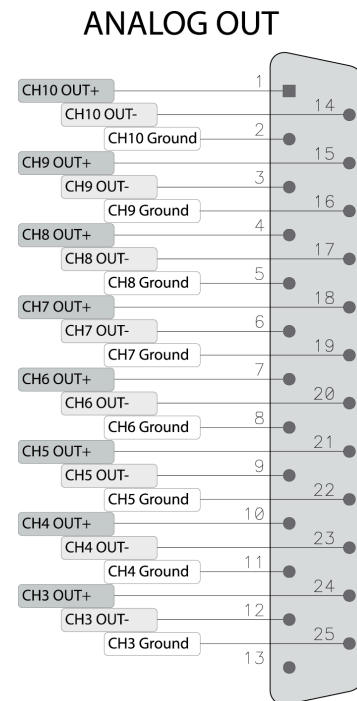 ANALOG OUT
CH10 OUT+ 1
CH10 OUT- 14
CH10 Ground 2
CH9 OUT+ 15
CH9 OUT- 3
CH9 Ground 16
CH8 OUT+ 4
CH8 OUT- 17
CH8 Ground 5
CH7 OUT+ 18
CH7 OUT- 6
CH7 Ground 19
CH6 OUT+ 7
CH6 OUT- 20
CH6 Ground 8
CH5 OUT+ 21
CH5 OUT- 9
CH5 Ground 22
CH4 OUT+ 10
CH4 OUT- 23
CH4 Ground 11
CH3 OUT+ 24
CH3 OUT- 12
CH3 Ground 25
13